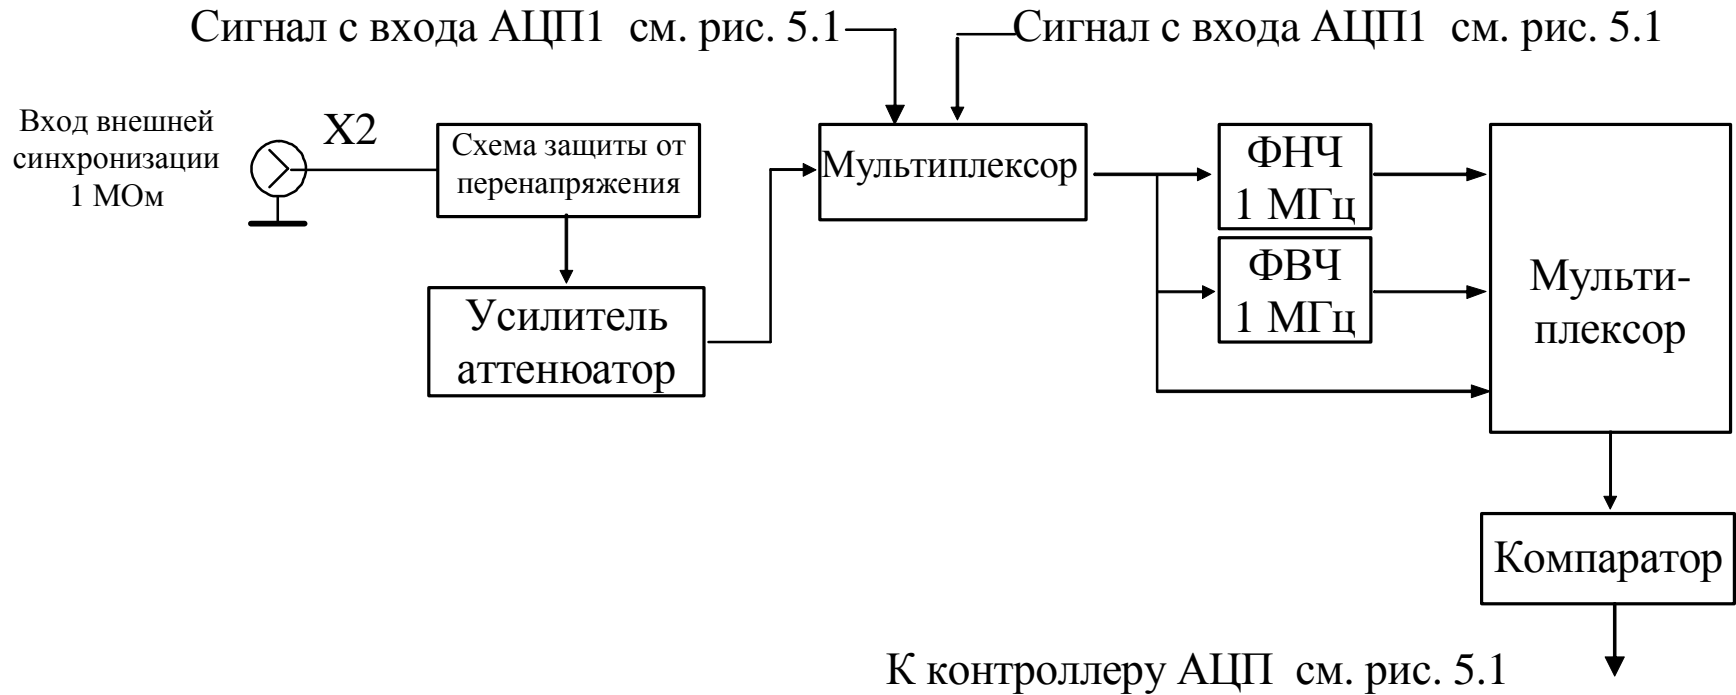 Сигнал с входа АЦП1 см. рис. 5.1
Сигнал с входа АЦП1 см. рис. 5.1
Вход внешней
синхронизации
1 МОм
X2
Схема защиты от
перенапряжения
Усилитель
аттенюатор
Мультиплексор
ФНЧ
1 МГц
ФВЧ
1 МГц
Мульти-
плексор
Компаратор
К контроллеру АЦП см. рис. 5.1